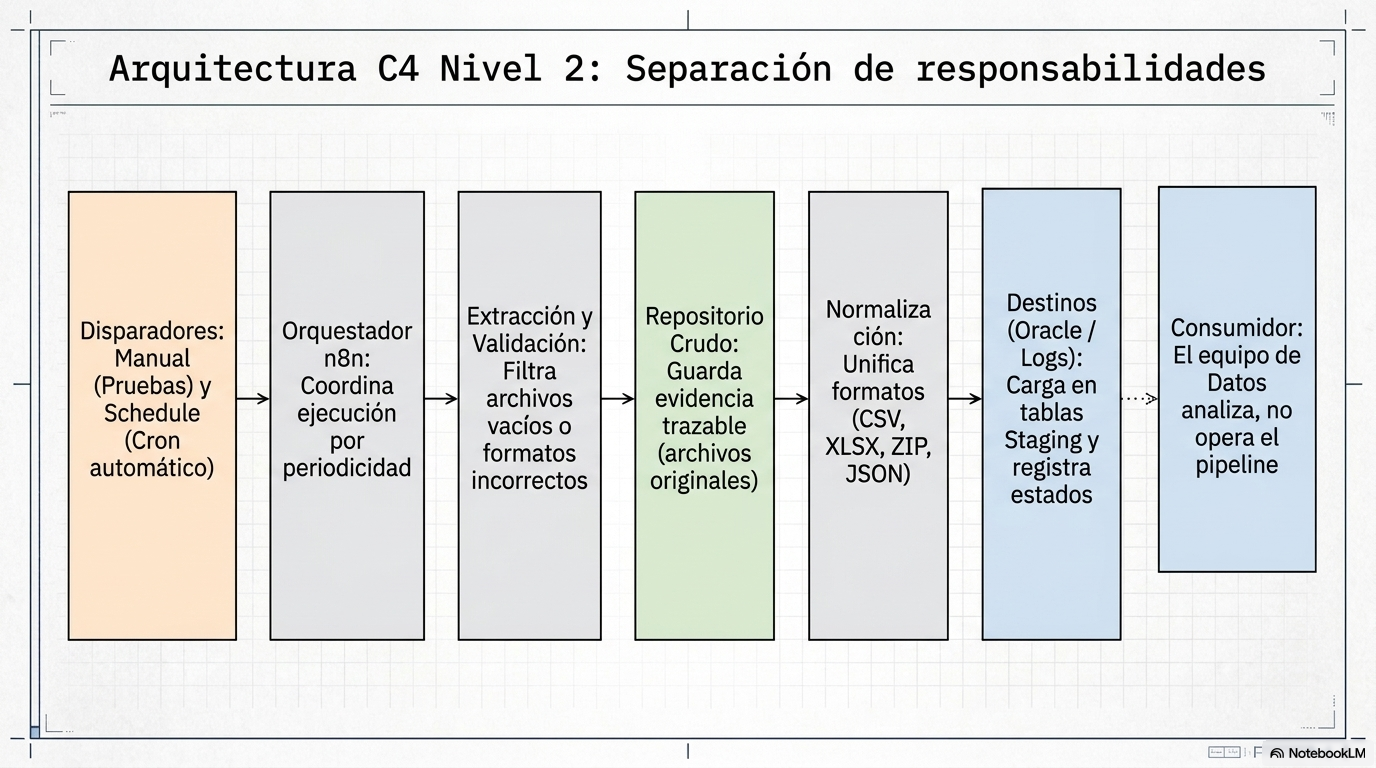 Arquitectura C4 Nivel 2: Separación de responsabilidades
Disparadores:
Manual
(Pruebas) y
Schedule
(Cron
automático)
Orquestador
n8n:
Coordina
ejecución
por
periodicidad
Extracción y
Validación:
Filtra
archivos
vacíos o
formatos
incorrectos
Repositorio
Crudo:
Guarda
evidencia
trazable
(archivos
originales)
Normaliza
ción:
Unifica
formatos
(CSV,
XLSX, ZIP,
JSON)
Destinos
(Oracle /
Logs):
Carga en
tablas
Staging y
registra
estados
Consumidor:
El equipo de
Datos
analiza, no
opera el
pipeline
NotebookLM